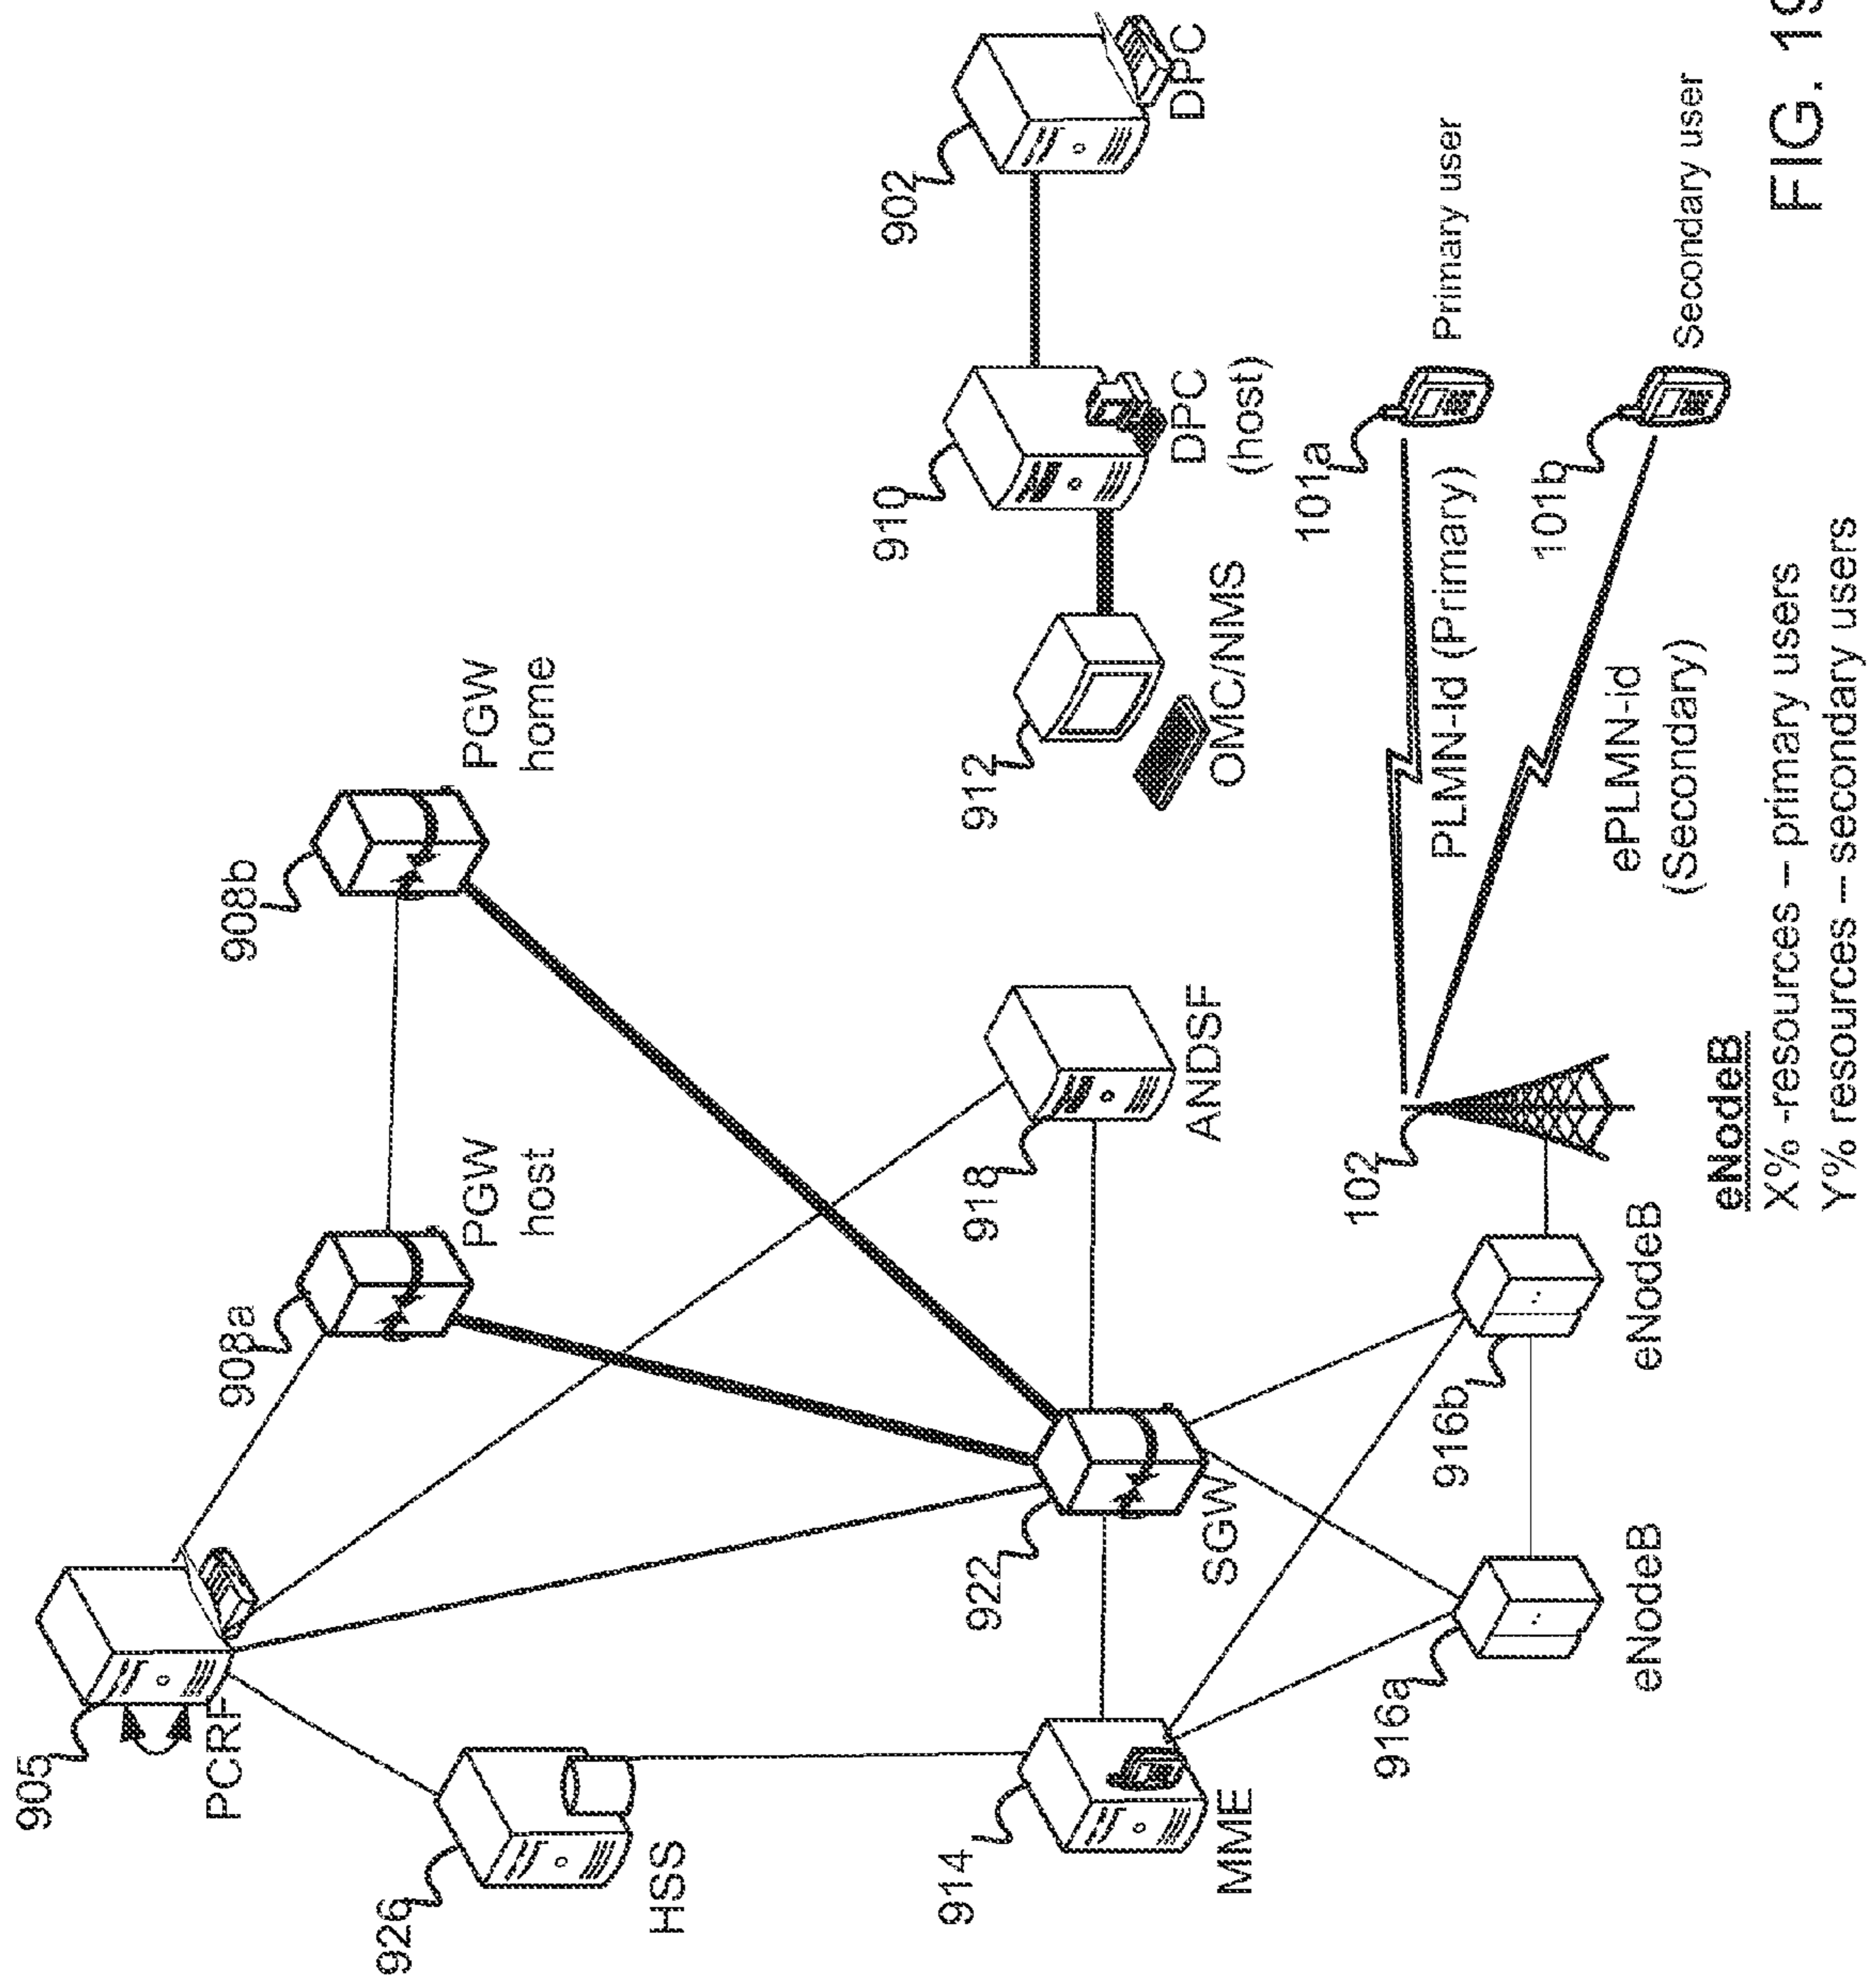 905
PCRF
908a
PGW
host
908b
PGW
home
926
HSS
922
SGW
918
ANDSF
914
MME
912
OMC/NMS
910
DPC
(host)
902
DPC
916a
eNodeB
916b
eNodeB
102
101a
Primary user
PLMN-id (Primary)
101b
Secondary user
ePLMN-id
(Secondary)
eNodeB
X% -resources – primary users
Y% resources – secondary users
FIG. 19